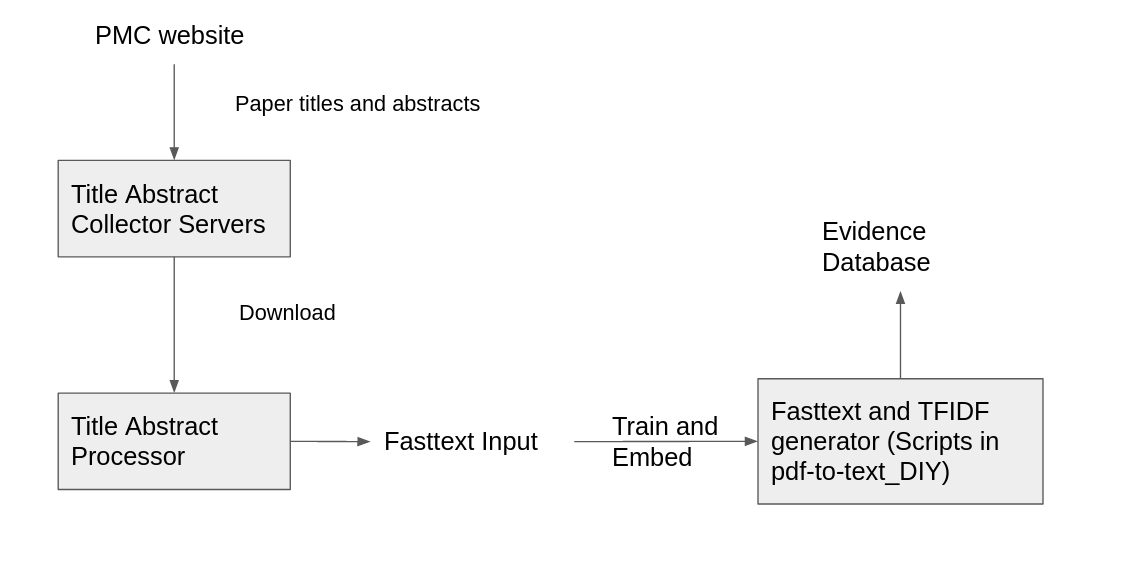 PMC website
Paper titles and abstracts
Title Abstract
Collector Servers
Download
Title Abstract
Processor
Fasttext Input
Train and
Embed
Fasttext and TFIDF
generator (Scripts in
pdf-to-text_DIY)
Evidence
Database